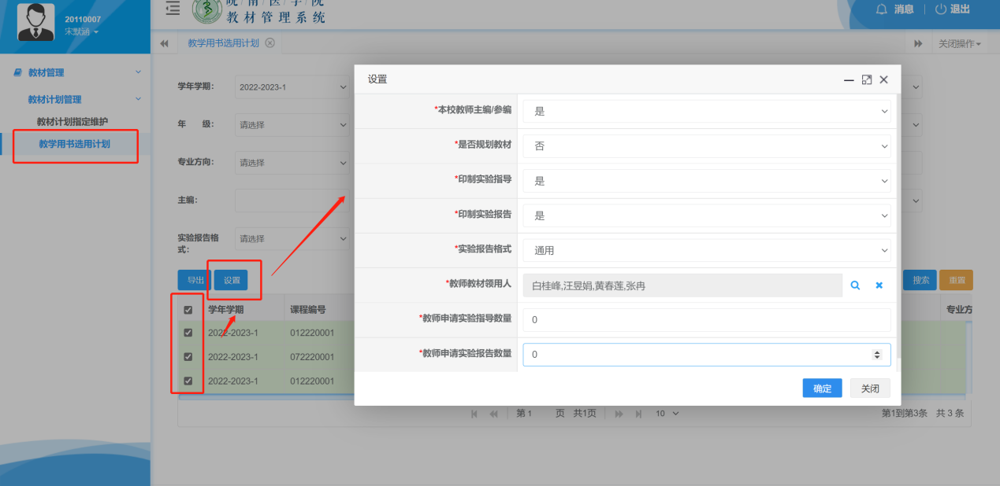 20110007
宋默涵
皖南医学院
教材管理系统
消息
退出
教学用书选用计划
关闭操作
教材管理
教材计划管理
教材计划指定维护
教学用书选用计划
学年学期:
2022-2023-1
年 级:
请选择
专业方向:
请选择
主编:
实验报告格式:
请选择
导出
设置
搜索
重置
学年学期
课程编号
专业方
2022-2023-1
012220001
2022-2023-1
072220001
2022-2023-1
012220001
第 1 页 共1页
10
第1到第3条 共 3 条
设置
*本校教师主编/参编
是
*是否规划教材
否
*印制实验指导
是
*印制实验报告
是
*实验报告格式
通用
*教师教材领用人
白桂峰,汪昱娟,黄春莲,张冉
*教师申请实验指导数量
0
*教师申请实验报告数量
0
确定
关闭